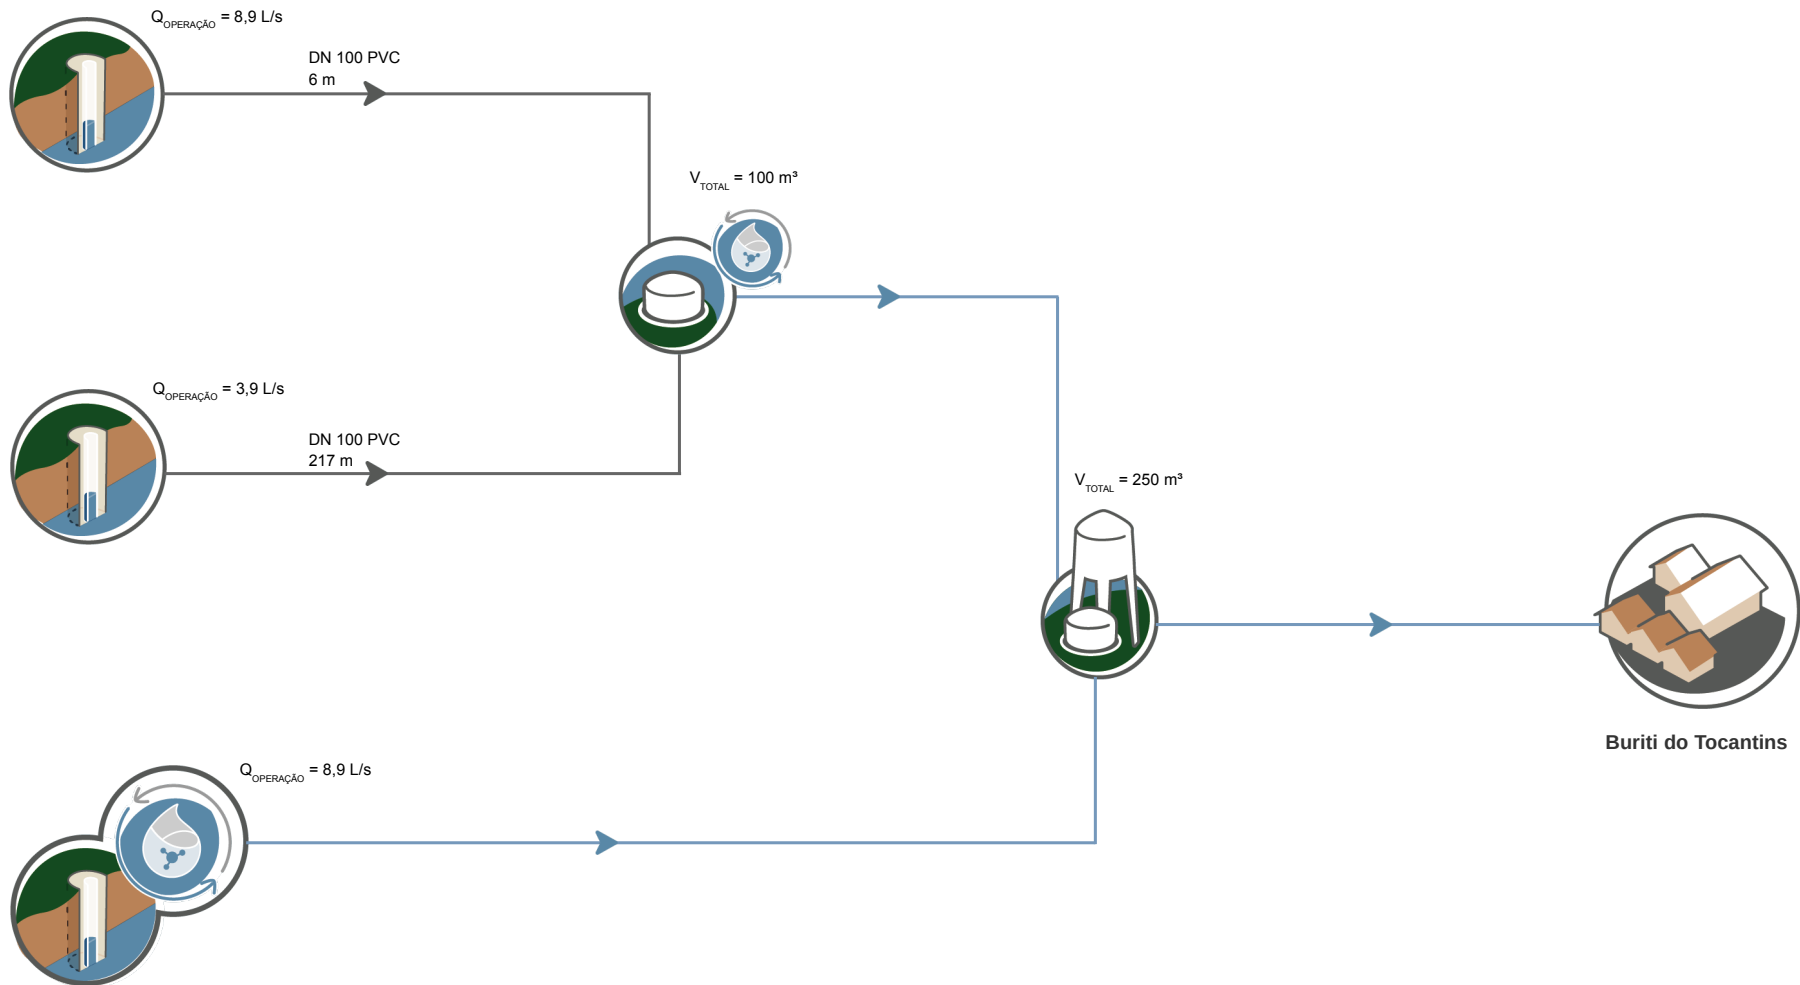 Q OPERAÇÃO = 8,9 L/s
DN 100 PVC
6 m
V TOTAL = 100 m³
Q OPERAÇÃO = 3,9 L/s
DN 100 PVC
217 m
V TOTAL = 250 m³
Buriti do Tocantins
Q OPERAÇÃO = 8,9 L/s